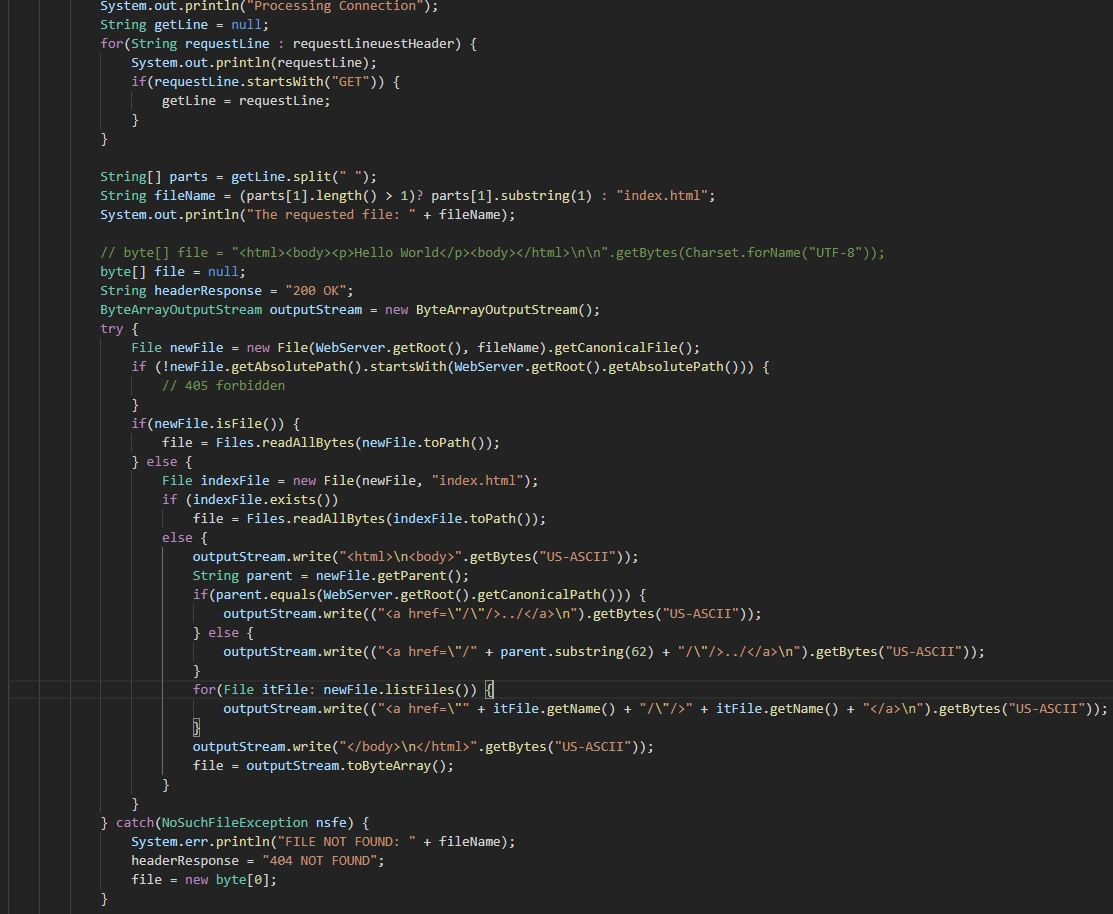 System.out.println("Processing Connection");
String getLine = null;
for(String requestLine : requestLineuestHeader) {
System.out.println(requestLine);
if(requestLine.startsWith("GET")) {
getLine = requestLine;
}
}
String[] parts = getLine.split(" ");
String fileName = (parts[1].length() > 1)? parts[1].substring(1) : "index.html";
System.out.println("The requested file: " + fileName);
// byte[] file = "<html><body><p>Hello World</p><body></html>\n\n".getBytes(Charset.forName("UTF-8"));
byte[] file = null;
String headerResponse = "200 OK";
ByteArrayOutputStream outputStream = new ByteArrayOutputStream();
try {
File newFile = new File(WebServer.getRoot(), fileName).getCanonicalFile();
if (!newFile.getAbsolutePath().startsWith(WebServer.getRoot().getAbsolutePath())) {
// 405 forbidden
}
if(newFile.isFile()) {
file = Files.readAllBytes(newFile.toPath());
} else {
File indexFile = new File(newFile, "index.html");
if (indexFile.exists())
file = Files.readAllBytes(indexFile.toPath());
else {
outputStream.write("<html>\n<body>".getBytes("US-ASCII"));
String parent = newFile.getParent();
if(parent.equals(WebServer.getRoot().getCanonicalPath())) {
outputStream.write(("<a href=\"/\"/>../</a>\n").getBytes("US-ASCII"));
} else {
outputStream.write(("<a href=\"/" + parent.substring(62) + "/\"/>../</a>\n").getBytes("US-ASCII"));
}
for(File itFile: newFile.listFiles()) {
outputStream.write(("<a href=\"" + itFile.getName() + "/\"/>" + itFile.getName() + "</a>\n").getBytes("US-ASCII"));
}
outputStream.write("</body>\n</html>".getBytes("US-ASCII"));
file = outputStream.toByteArray();
}
}
} catch(NoSuchFileException nsfe) {
System.err.println("FILE NOT FOUND: " + fileName);
headerResponse = "404 NOT FOUND";
file = new byte[0];
}